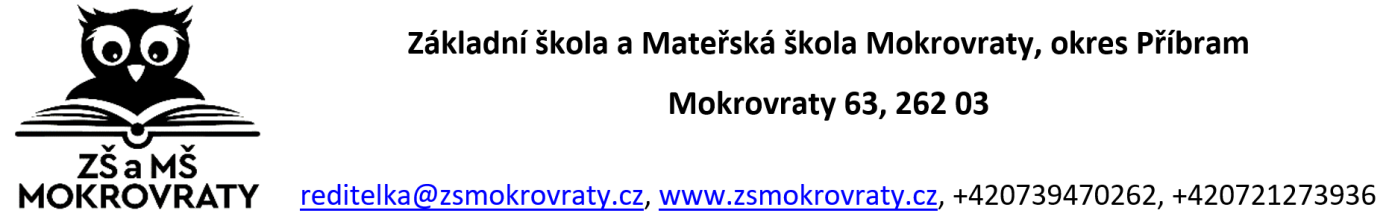 Základní škola a Mateřská škola Mokrovraty, okres Příbram
Mokrovraty 63, 262 03
ZŠ a MŠ
MOKROVRATY
reditelka@zsmokrovraty.cz, www.zsmokrovraty.cz, +420739470262, +420721273936